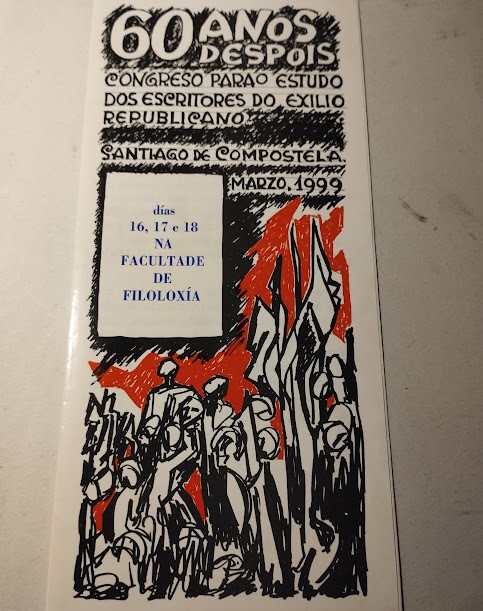 60 ANOS
DESPOIS
CONGRESO PARA O ESTUDO
DOS ESCRITORES DO EXILIO
REPUBLICANO.
SANTIAGO DE COMPOSTELA.
MARZO, 1999
días
16, 17 e 18
NA
FACULTADE
DE
FILOLOXÍA